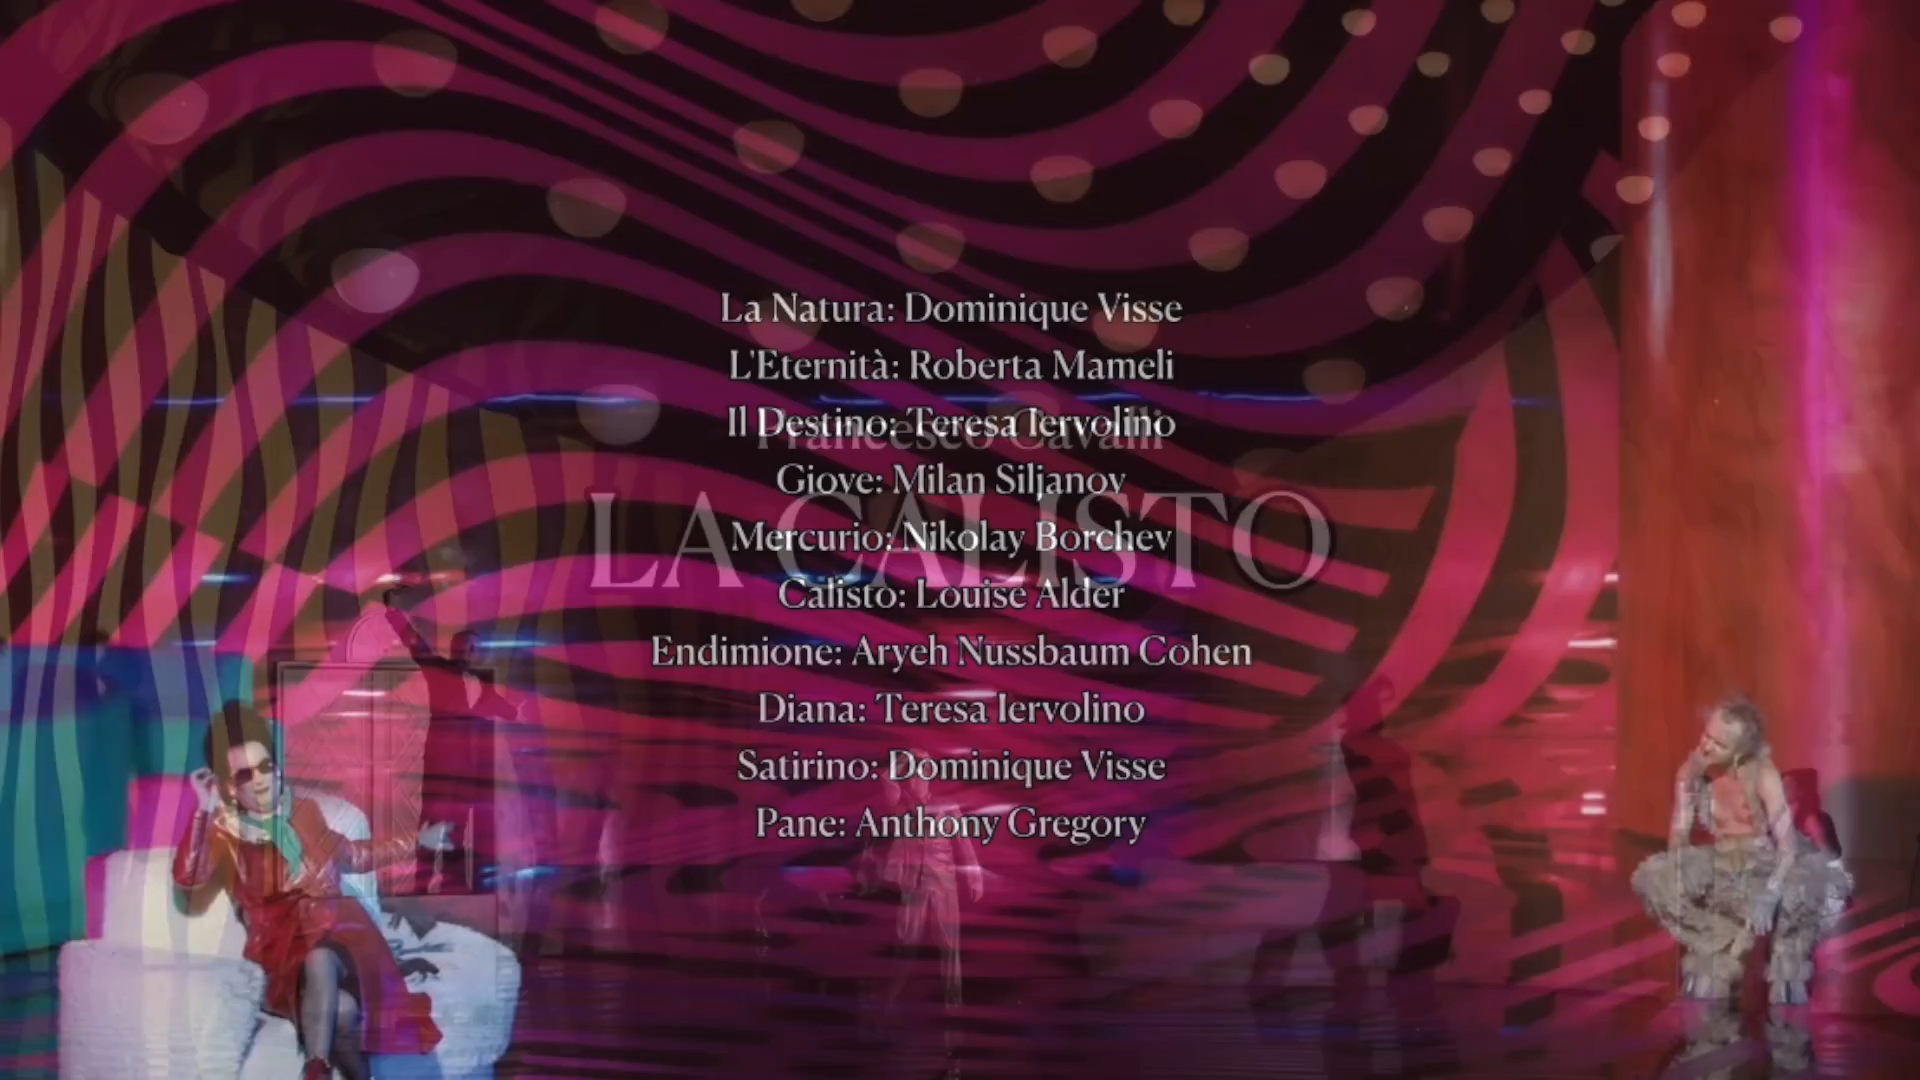 La Natura: Dominique Visse
L'Eternità: Roberta Mameli
Il Destino: Teresa Iervolino
Francesco Cavalli
Giove: Milan Siljanov
LA CALISTO
Mercurio: Nikolay Borchev
Calisto: Louise Alder
Endimione: Aryeh Nussbaum Cohen
Diana: Teresa Iervolino
Satirino: Dominique Visse
Pane: Anthony Gregory